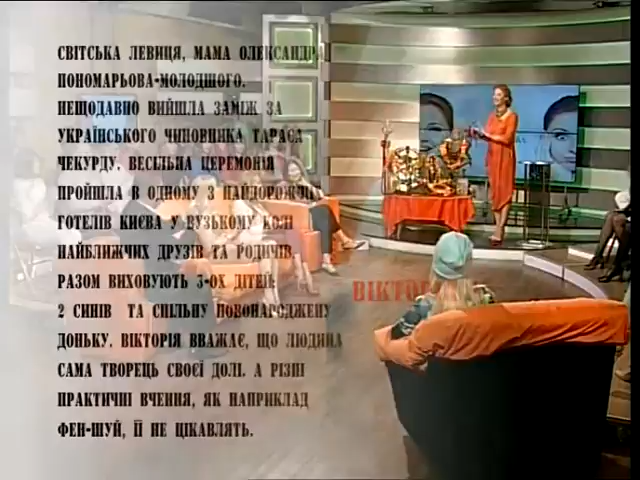 СВІТСЬКА ЛЕВИЦЯ, МАМА ОЛЕКСАНДРА
ПОНОМАРЬОВА-МОЛОДШОГО.
НЕЩОДАВНО ВИЙШЛА ЗАМІЖ ЗА
УКРАЇНСЬКОГО ЧИНОВНИКА ТАРАСА
ЧЕКУРДУ. ВЕСІЛЬНА ЦЕРЕМОНІЯ
ПРОЙШЛА В ОДНОМУ З НАЙДОРОЖЧИХ
ГОТЕЛІВ КИЄВА У ВУЗЬКОМУ КОЛІ
НАЙБЛИЖЧИХ ДРУЗІВ ТА РОДИЧІВ.
РАЗОМ ВИХОВУЮТЬ 3-ОХ ДІТЕЙ:
2 СИНІВ ТА СПІЛЬНУ НОВОНАРОДЖЕНУ
ДОНЬКУ. ВІКТОРІЯ ВВАЖАЄ, ЩО ЛЮДИНА
САМА ТВОРЕЦЬ СВОЄЇ ДОЛІ. А РІЗНІ
ПРАКТИЧНІ ВЧЕННЯ, ЯК НАПРИКЛАД
ФЕН-ШУЙ, ЇЇ НЕ ЦІКАВЛЯТЬ.